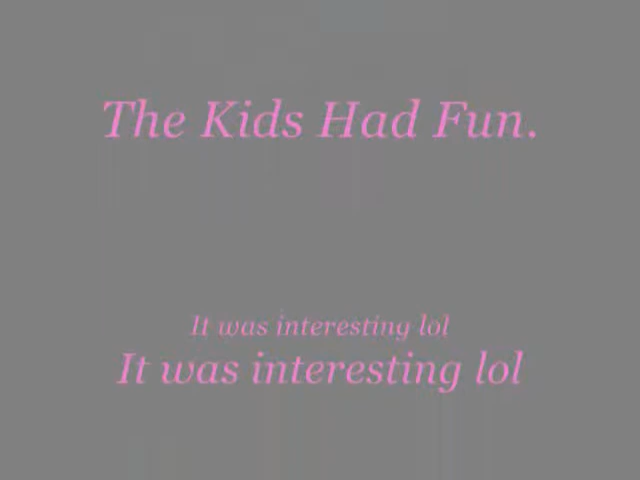 The Kids Had Fun.
It was interesting lol
It was interesting lol